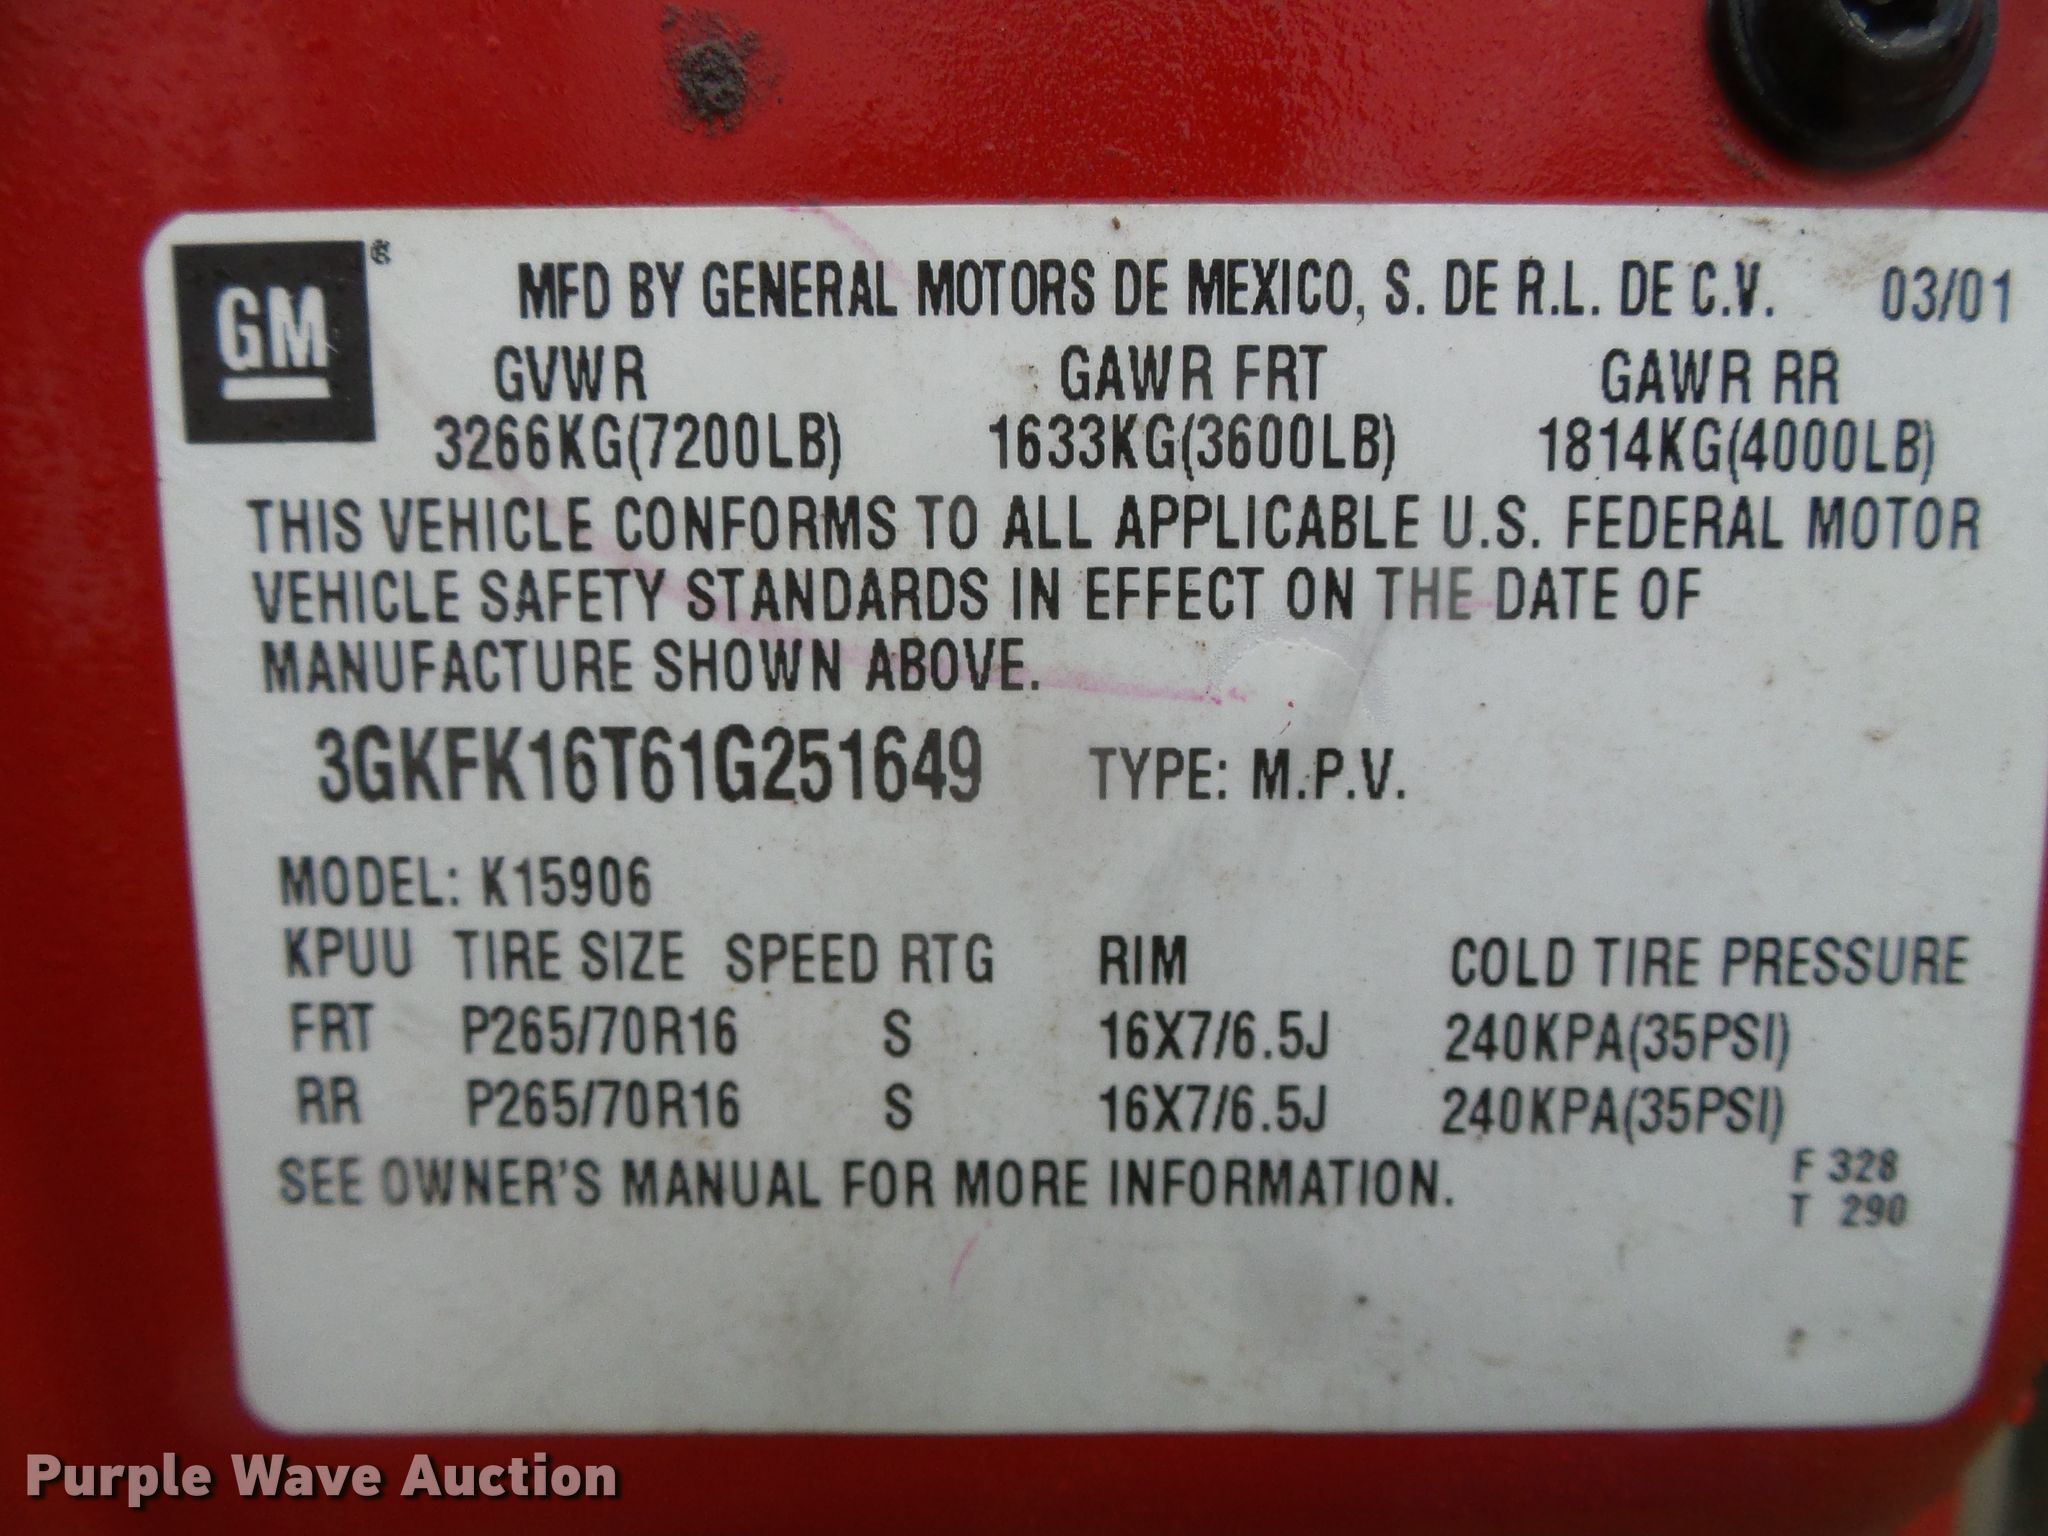 GM®
MFD BY GENERAL MOTORS DE MEXICO, S. DE R.L. DE C.V. 03/01
GVWR GAWR FRT GAWR RR
3266KG(7200LB) 1633KG(3600LB) 1814KG(4000LB)
THIS VEHICLE CONFORMS TO ALL APPLICABLE U.S. FEDERAL MOTOR
VEHICLE SAFETY STANDARDS IN EFFECT ON THE DATE OF
MANUFACTURE SHOWN ABOVE.
3GKFK16T61G251649 TYPE: M.P.V.
MODEL: K15906
KPUU TIRE SIZE SPEED RTG RIM COLD TIRE PRESSURE
FRT P265/70R16 S 16X7/6.5J 240KPA(35PSI)
RR P265/70R16 S 16X7/6.5J 240KPA(35PSI)
SEE OWNER'S MANUAL FOR MORE INFORMATION.
F 328
T 290
Purple Wave Auction